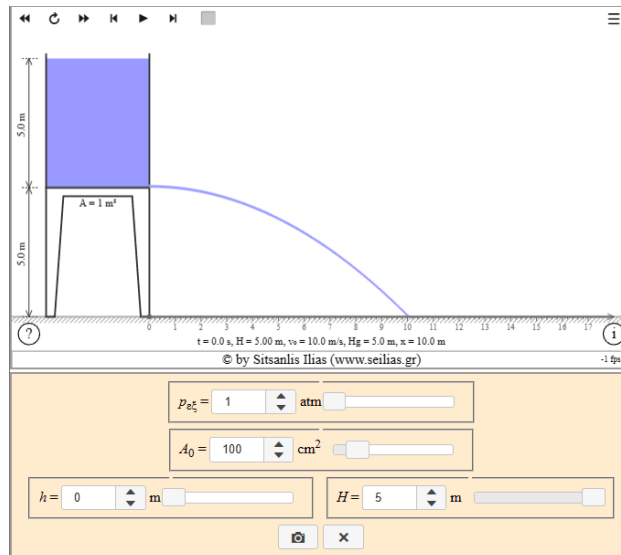 5.0 m
A = 1 m²
5.0 m
0 1 2 3 4 5 6 7 8 9 10 11 12 13 14 15 16 17
?
i
t = 0.0 s, H = 5.00 m, v₀ = 10.0 m/s, Hg = 5.0 m, x = 10.0 m
© by Sitsanlis Ilias (www.seilias.gr)
-1 fps
pεξ = 1 atm
A₀ = 100 cm²
h = 0 m
H = 5 m